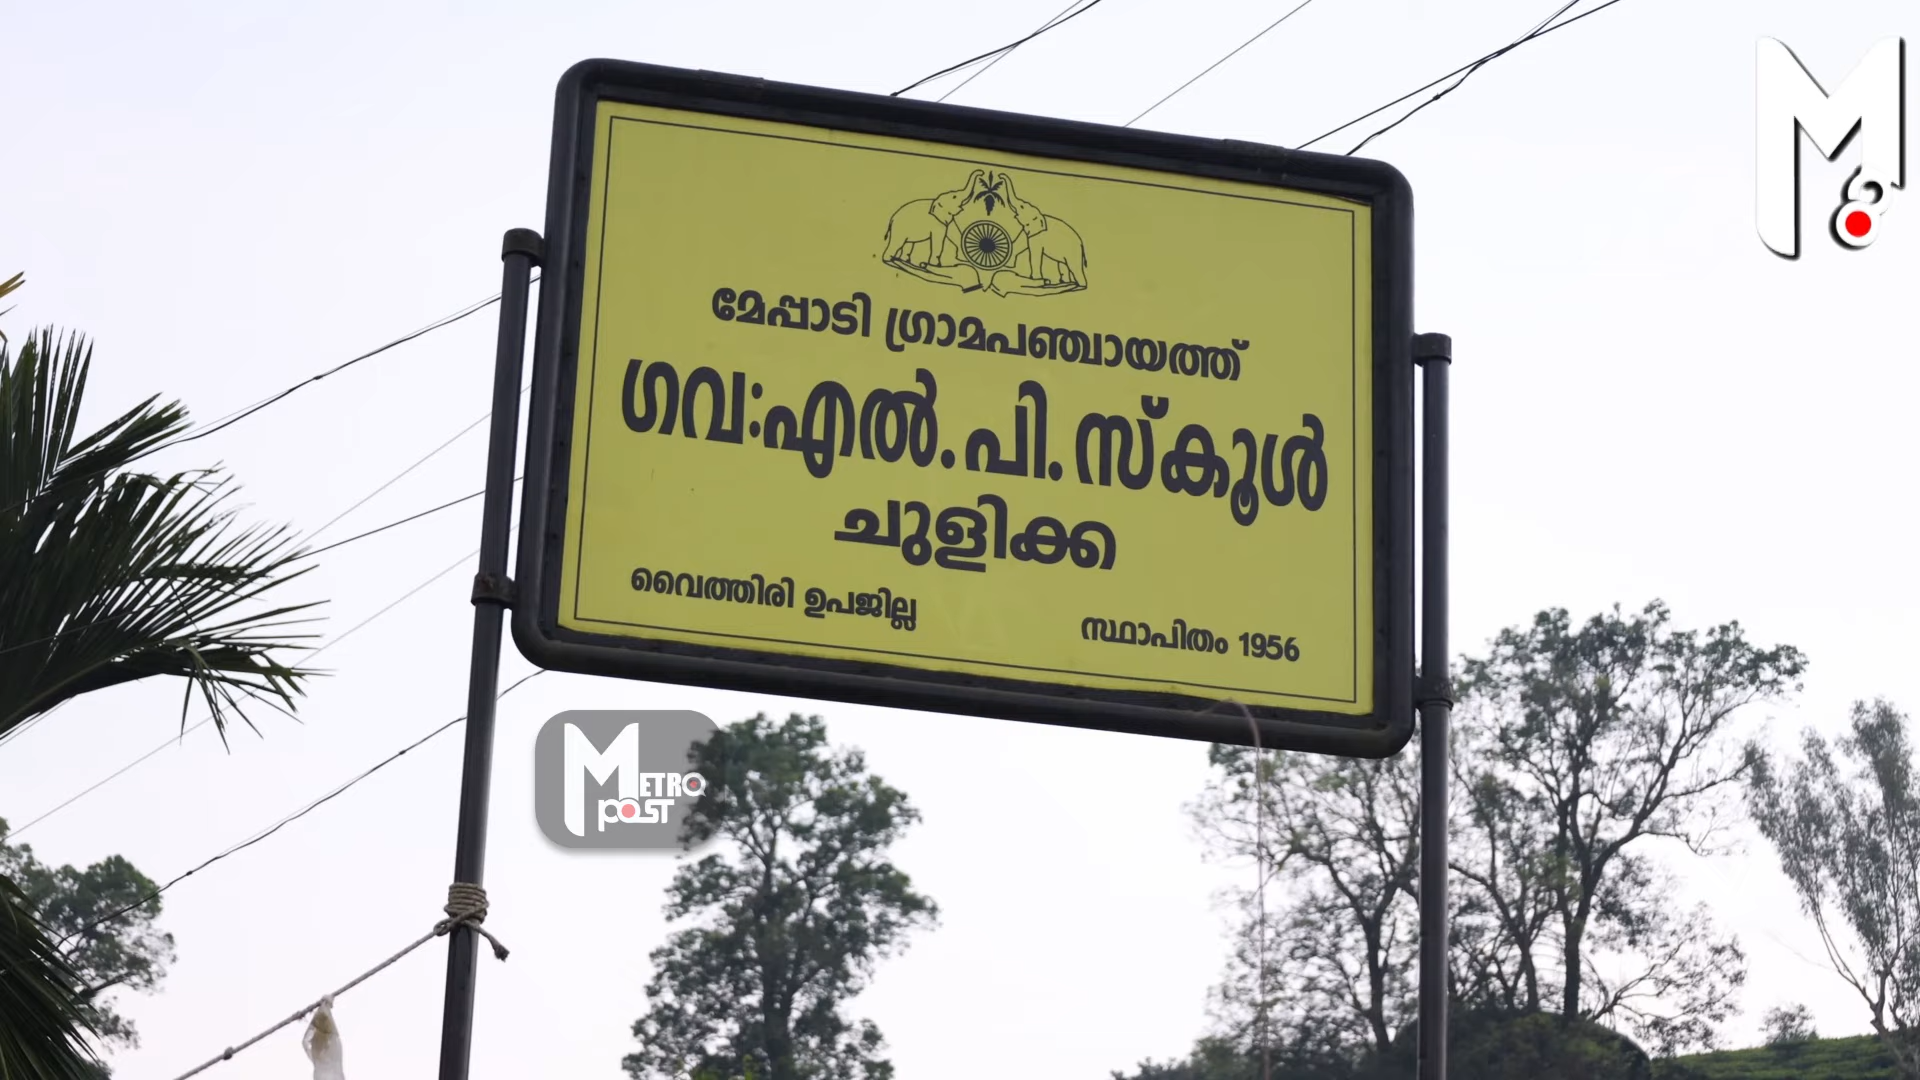 മേപ്പാടി ഗ്രാമപഞ്ചായത്ത്
ഗവ:എൽ.പി.സ്കൂൾ
ചുളിക്ക
വൈത്തിരി ഉപജില്ല
സ്ഥാപിതം 1956
METRO
POST
M